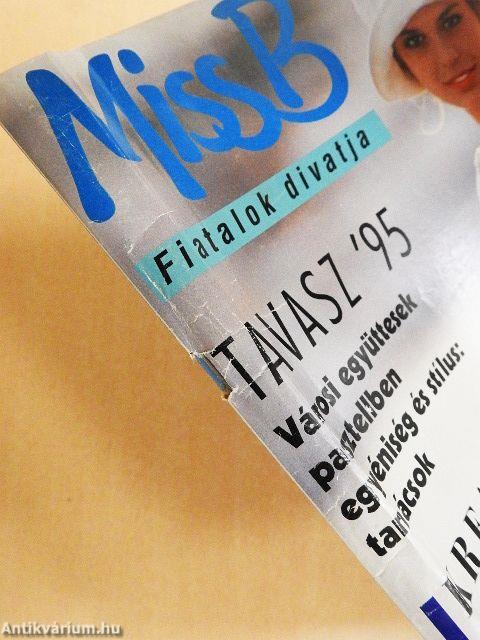 MissB
Fiatalok divatja
TAVASZ '95
Városi együttesek
pasztellben
egyéniség és stílus:
tanácsok
Antikvárium.hu